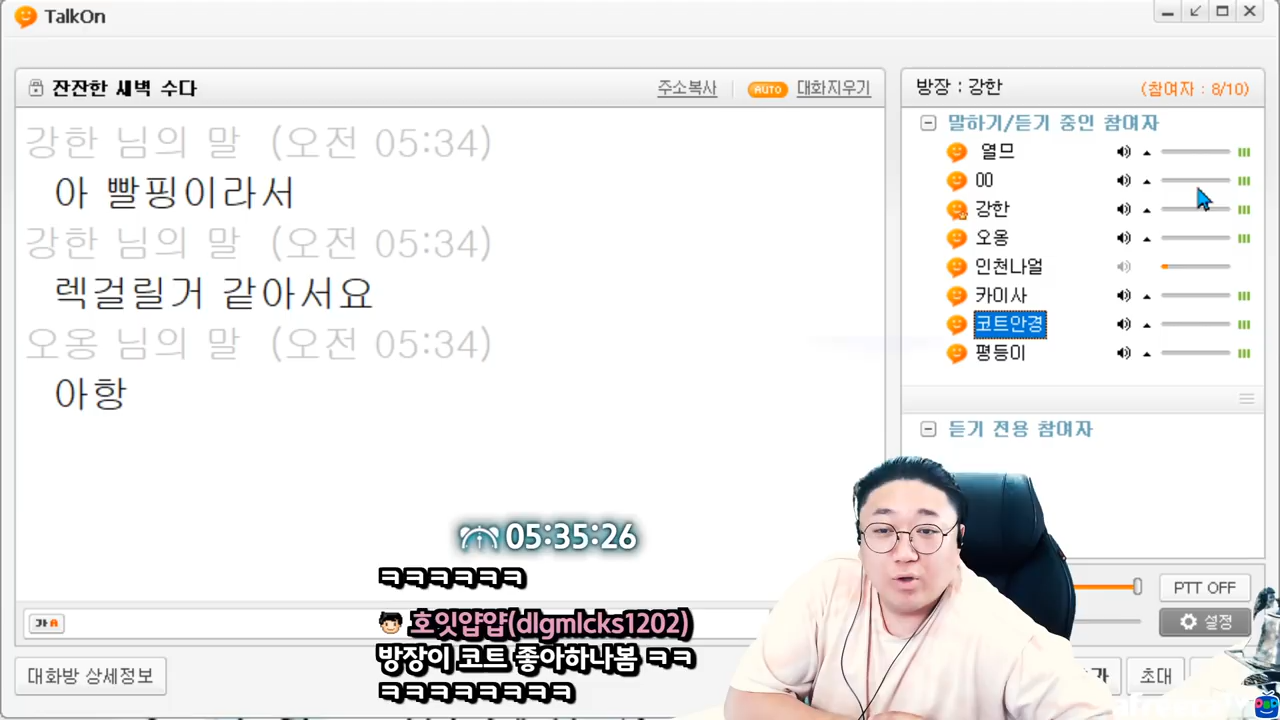 TalkOn
잔잔한 새벽 수다
주소복사
AUTO
대화지우기
강한 님의 말 (오전 05:34)
아 빨핑이라서
강한 님의 말 (오전 05:34)
렉걸릴거 같아서요
오옹 님의 말 (오전 05:34)
아항
방장 : 강한
(참여자 : 8/10)
말하기/듣기 중인 참여자
열므
00
강한
오옹
인천나얼
카이사
코트안경
평등이
듣기 전용 참여자
05:35:26
ㅋㅋㅋㅋㅋㅋ
호잇얍얍(dlgmlcks1202)
방장이 코트 좋아하나봄 ㅋㅋ
ㅋㅋㅋㅋㅋㅋㅋㅋ
가A
대화방 상세정보
PTT OFF
설정
초대